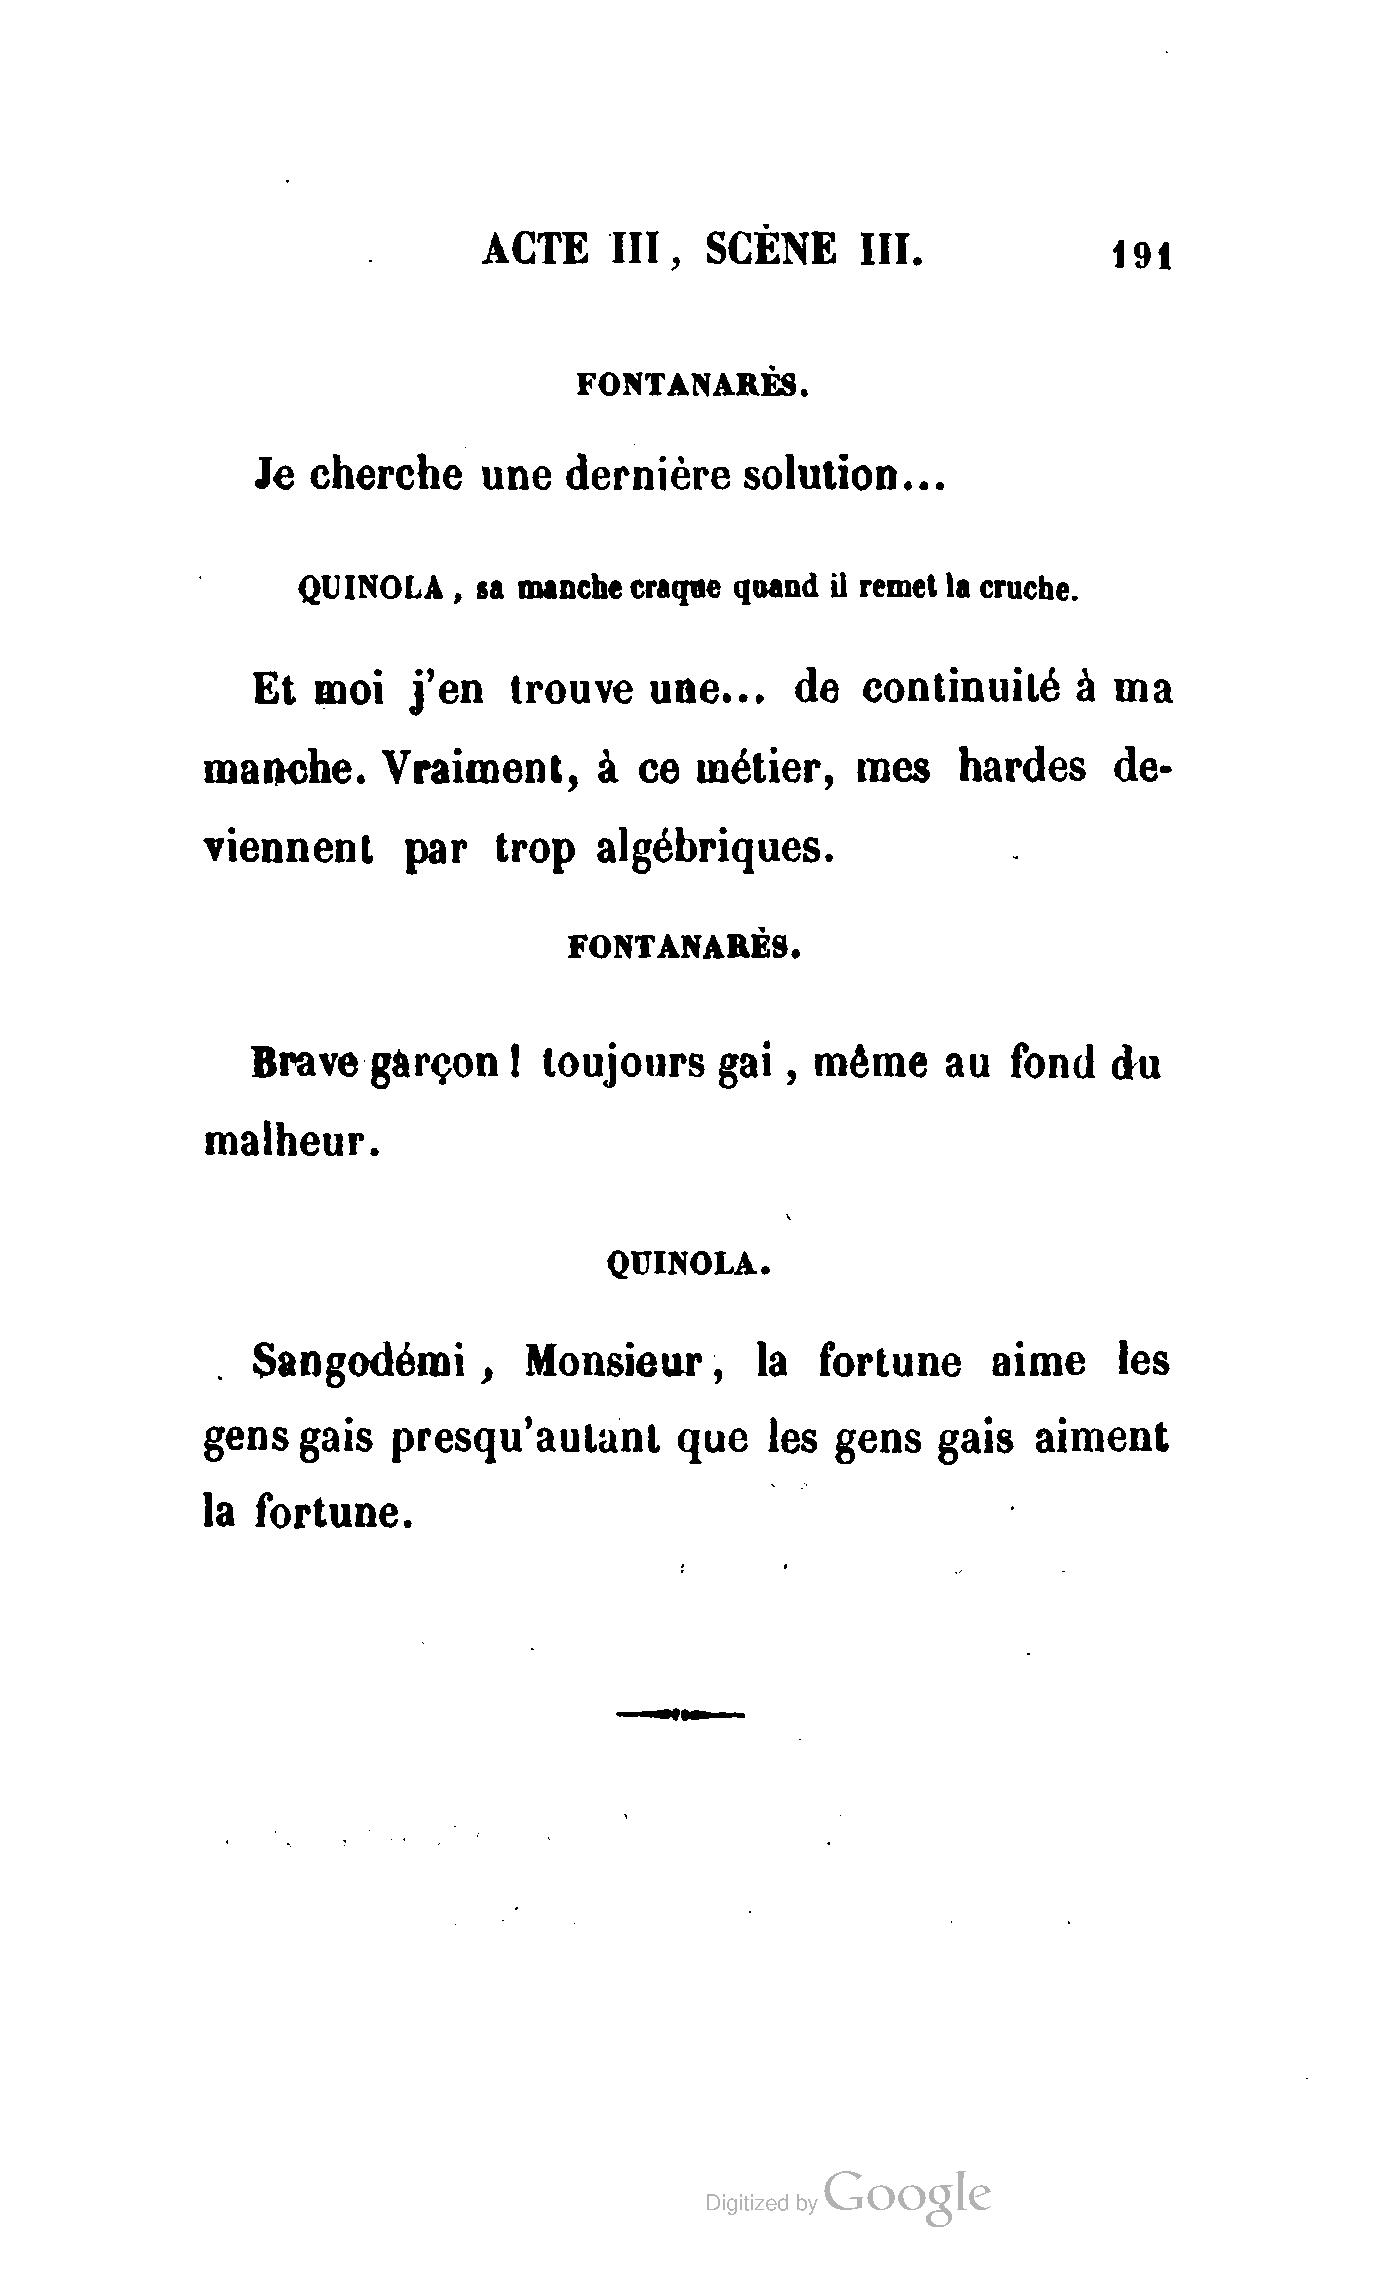 ACTE III, SCÈNE III. 191
FONTANARÈS.
Je cherche une dernière solution...
QUINOLA, sa manche craque quand il remet la cruche.
Et moi j'en trouve une... de continuité à ma
manche. Vraiment, à ce métier, mes hardes de-
viennent par trop algébriques.
FONTANARÈS.
Brave garçon ! toujours gai, même au fond du
malheur.
QUINOLA.
Sangodémi, Monsieur, la fortune aime les
gens gais presqu'autant que les gens gais aiment
la fortune.
Digitized by Google